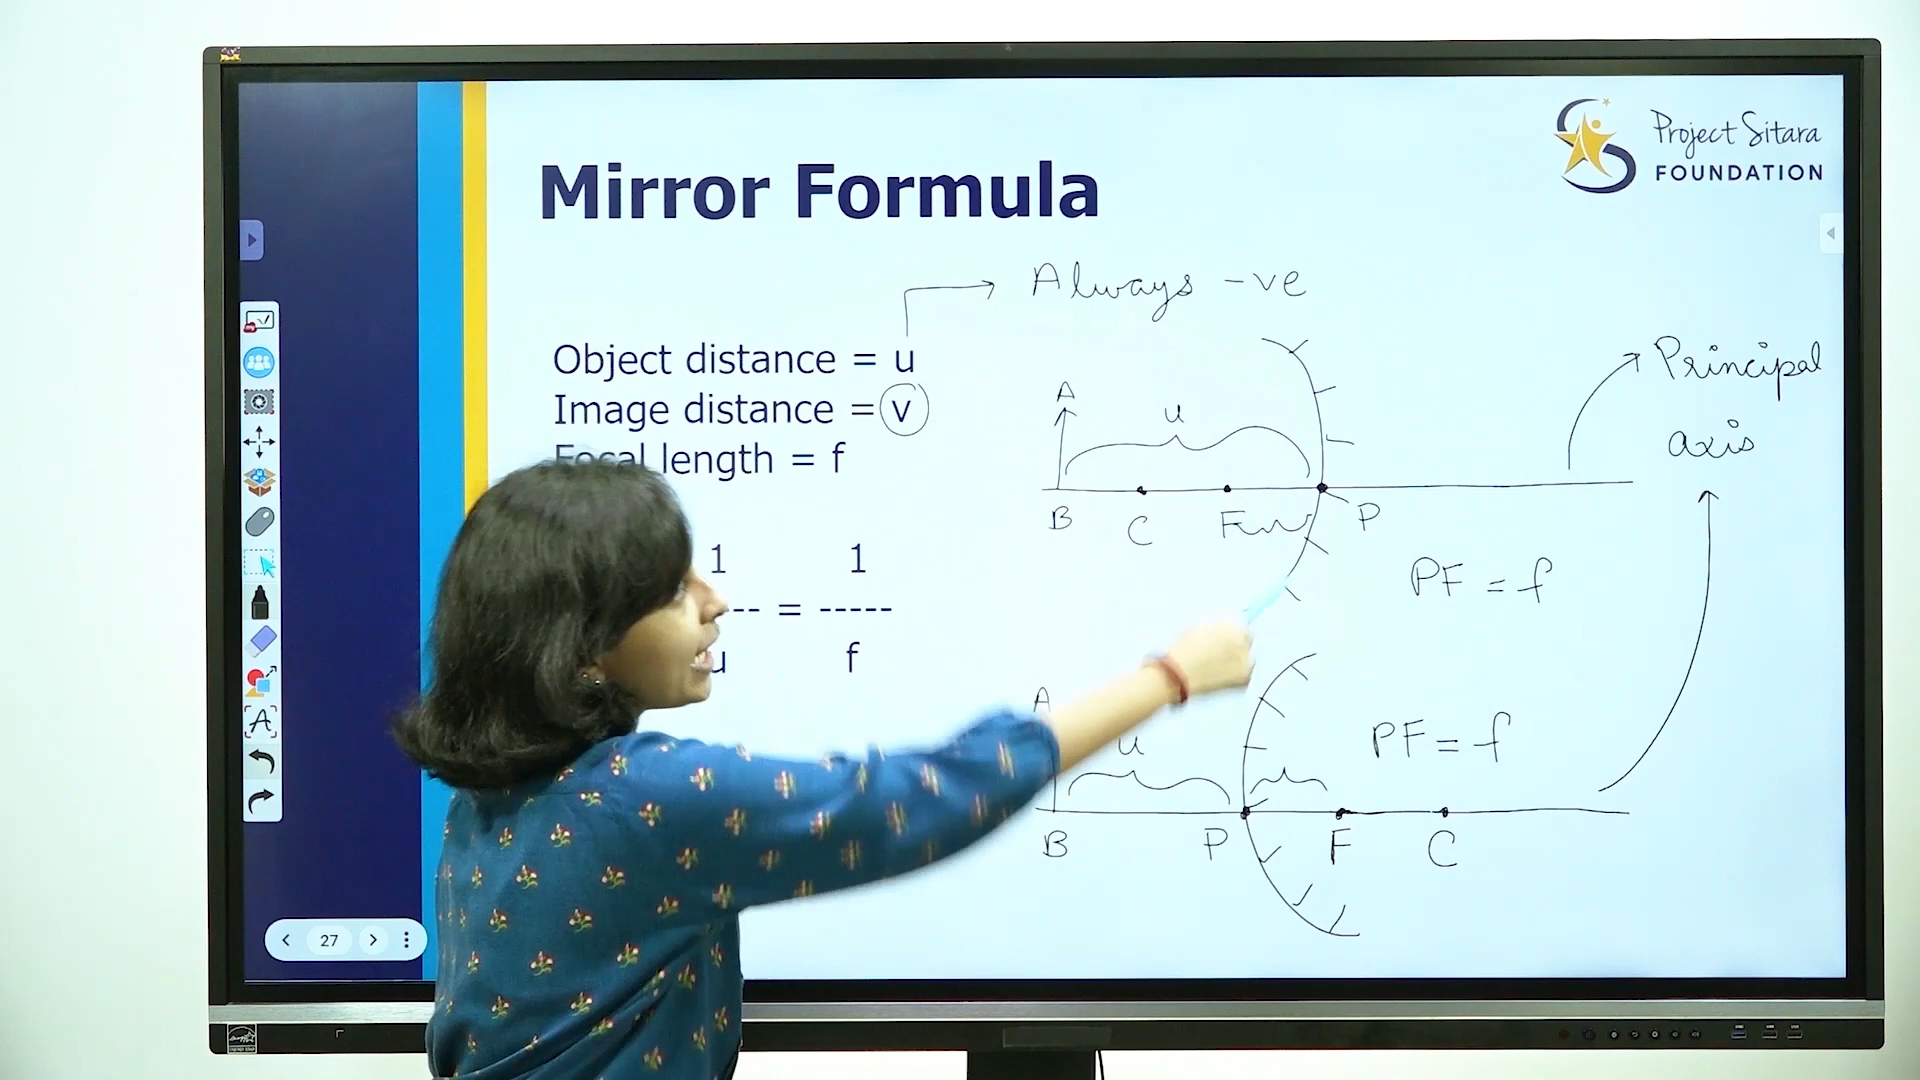 Project Sitara
FOUNDATION
Mirror Formula
Always -ve
Object distance = u
Image distance = v
Focal length = f
1 1
-- = -----
u f
A
u
B C F P
PF = f
Principal
axis
A
u
PF = f
B P F C
27